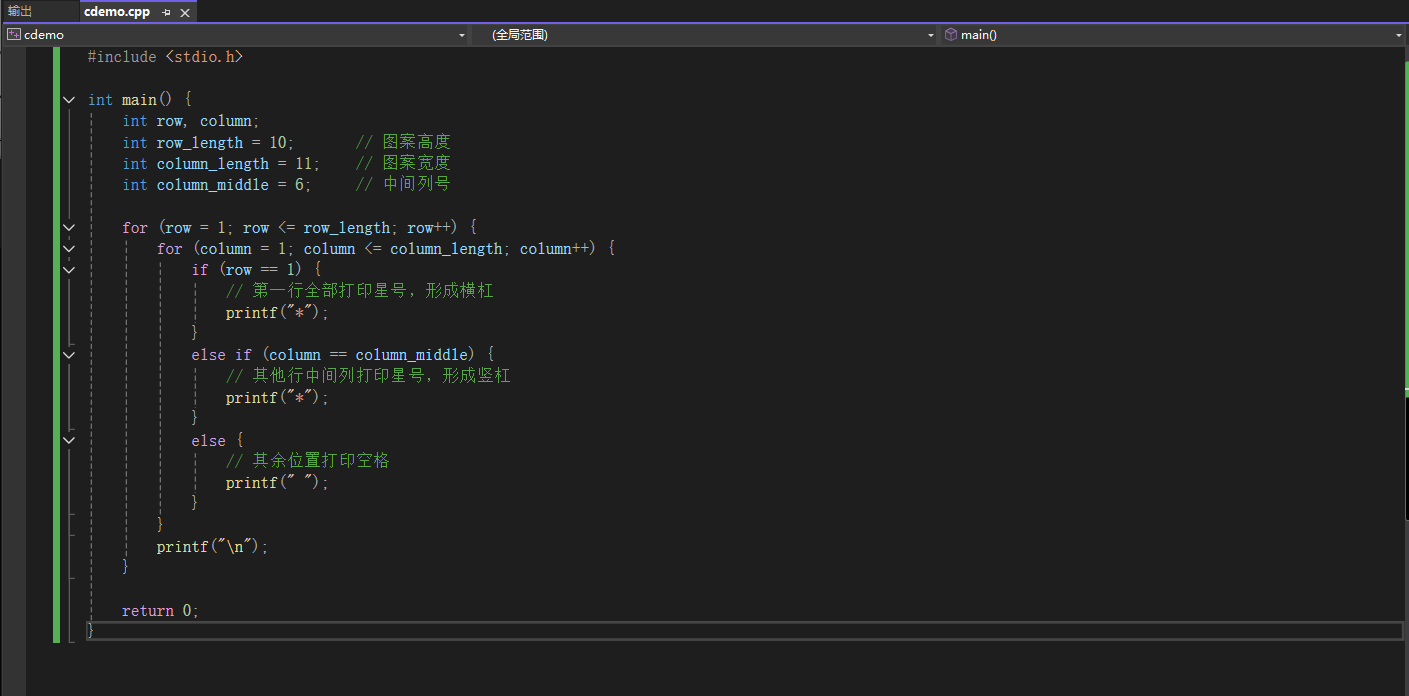 输出 cdemo.cpp
cdemo (全局范围) main()
#include <stdio.h>
int main() {
int row, column;
int row_length = 10; // 图案高度
int column_length = 11; // 图案宽度
int column_middle = 6; // 中间列号
for (row = 1; row <= row_length; row++) {
for (column = 1; column <= column_length; column++) {
if (row == 1) {
// 第一行全部打印星号，形成横杠
printf("*");
}
else if (column == column_middle) {
// 其他行中间列打印星号，形成竖杠
printf("*");
}
else {
// 其余位置打印空格
printf(" ");
}
}
printf("\n");
}
return 0;
}